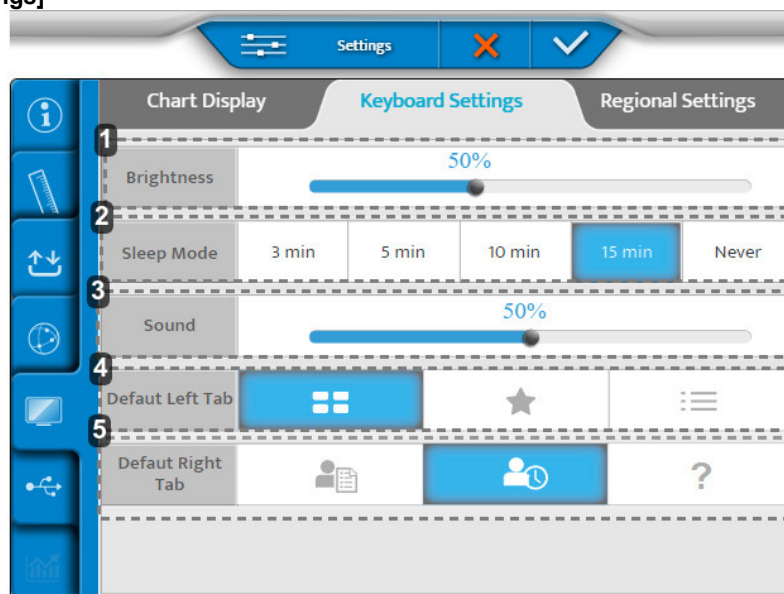 Settings
Chart Display Keyboard Settings Regional Settings
1
50%
Brightness
2
Sleep Mode 3 min 5 min 10 min 15 min Never
3
50%
Sound
4
Defaut Left Tab
5
Defaut Right
Tab ?